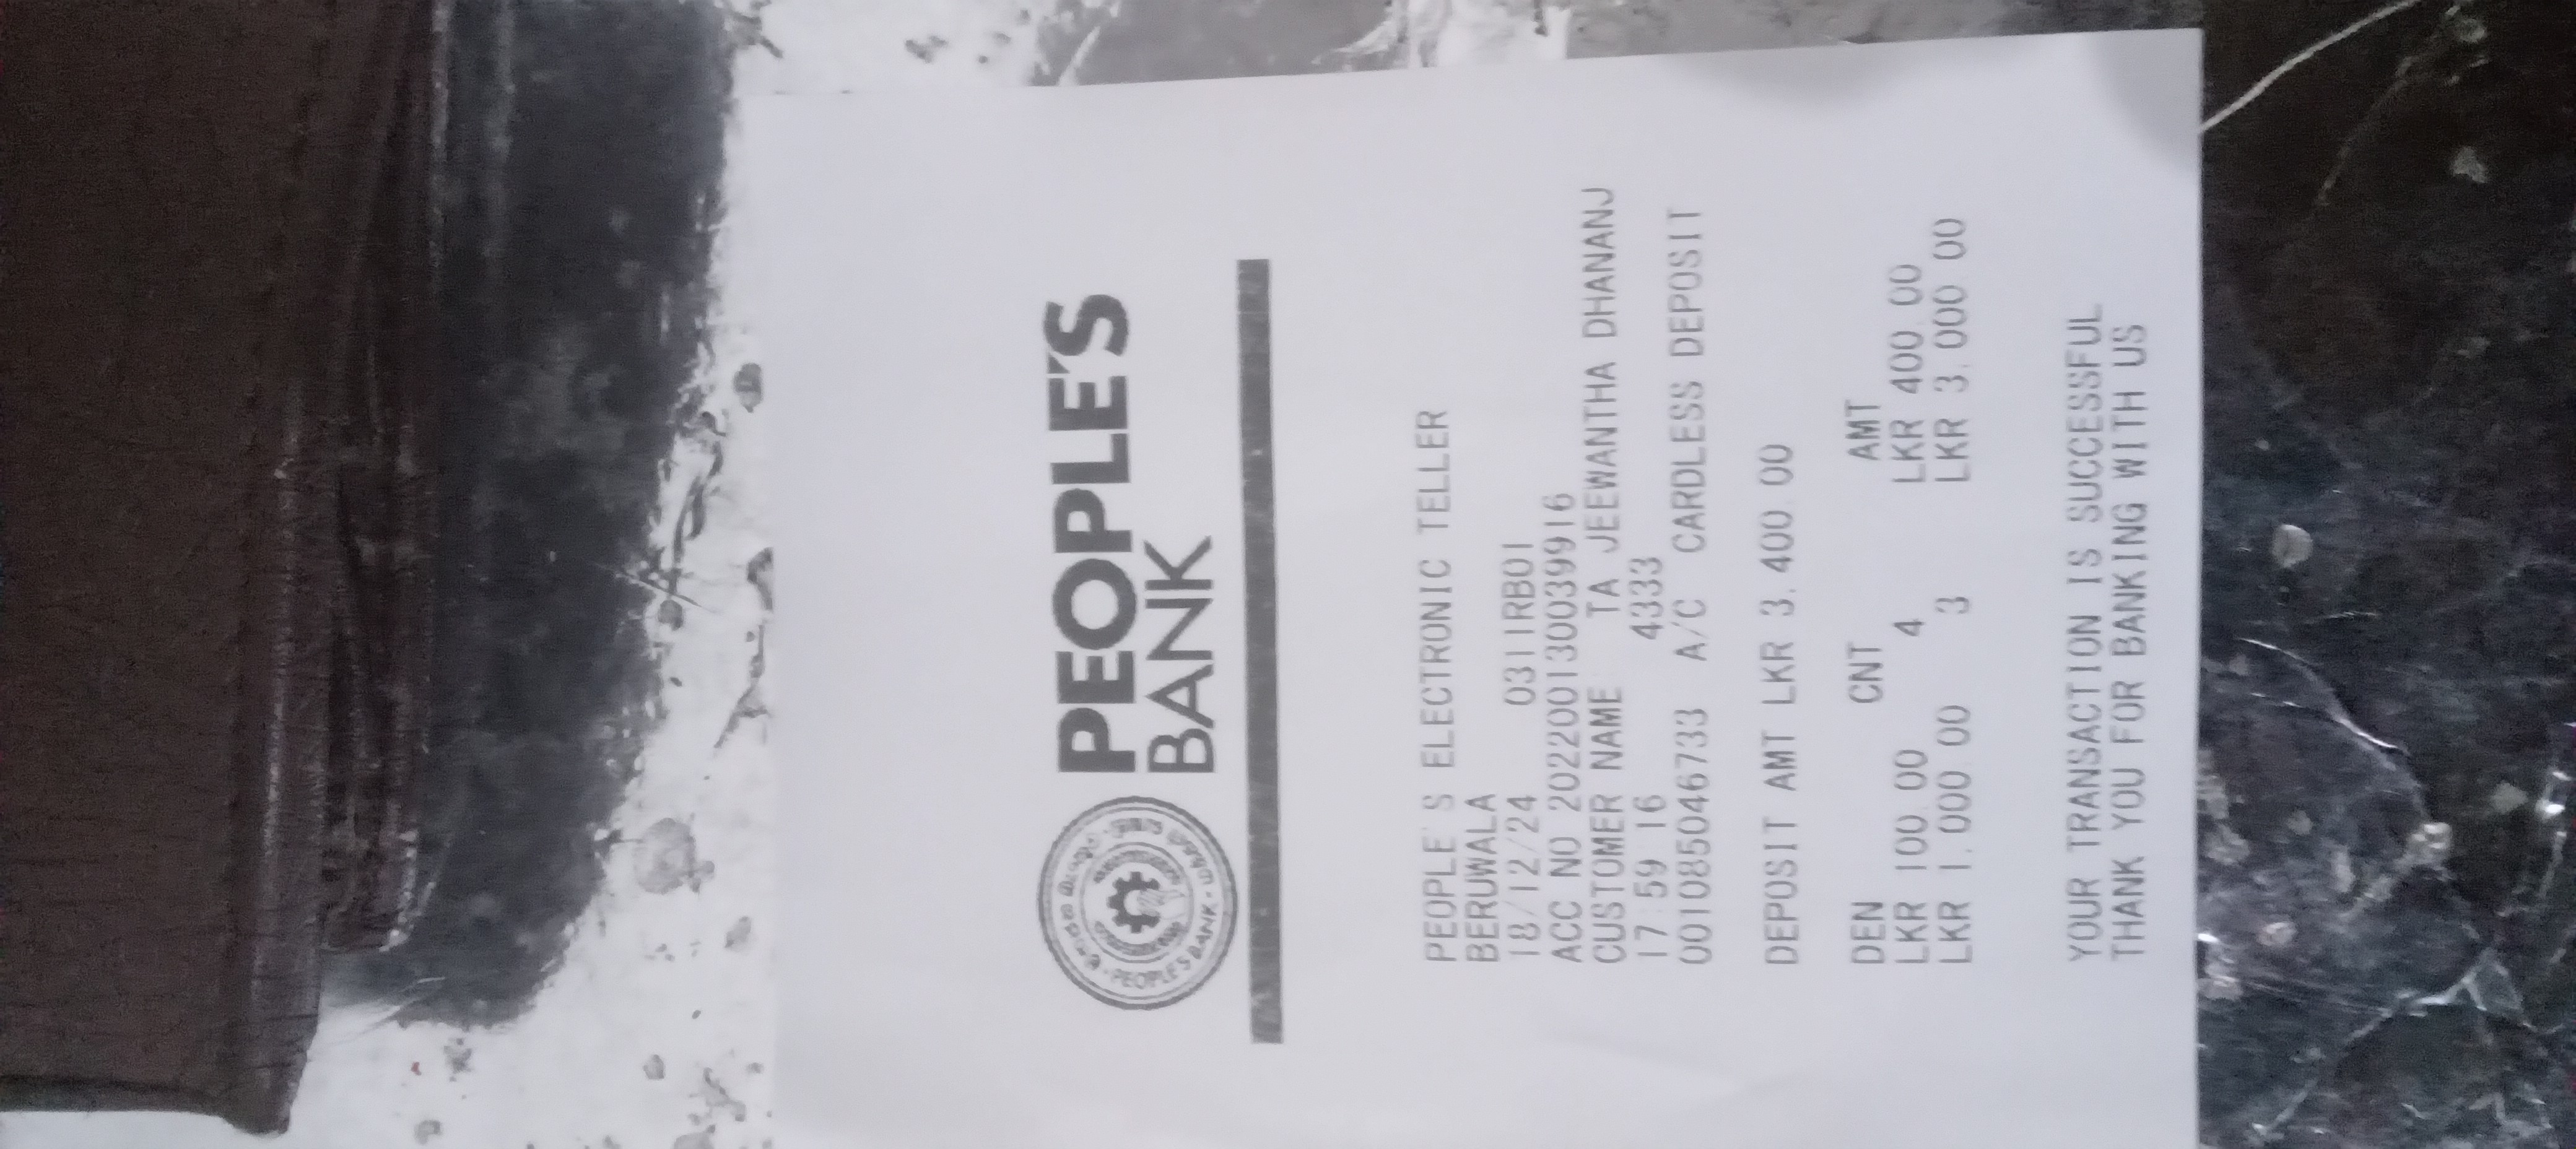 PEOPLE'S
BANK
PEOPLE'S BANK
PEOPLE'S ELECTRONIC TELLER
BERUWALA
18/12/24 0311RB01
ACC NO 202200130039916
CUSTOMER NAME TA JEEWANTHA DHANANJ
17:59:16 4333
001085046733 A/C CARDLESS DEPOSIT
DEPOSIT AMT LKR 3,400.00
DEN CNT AMT
LKR 100.00 4 LKR 400.00
LKR 1,000.00 3 LKR 3,000.00
YOUR TRANSACTION IS SUCCESSFUL
THANK YOU FOR BANKING WITH US